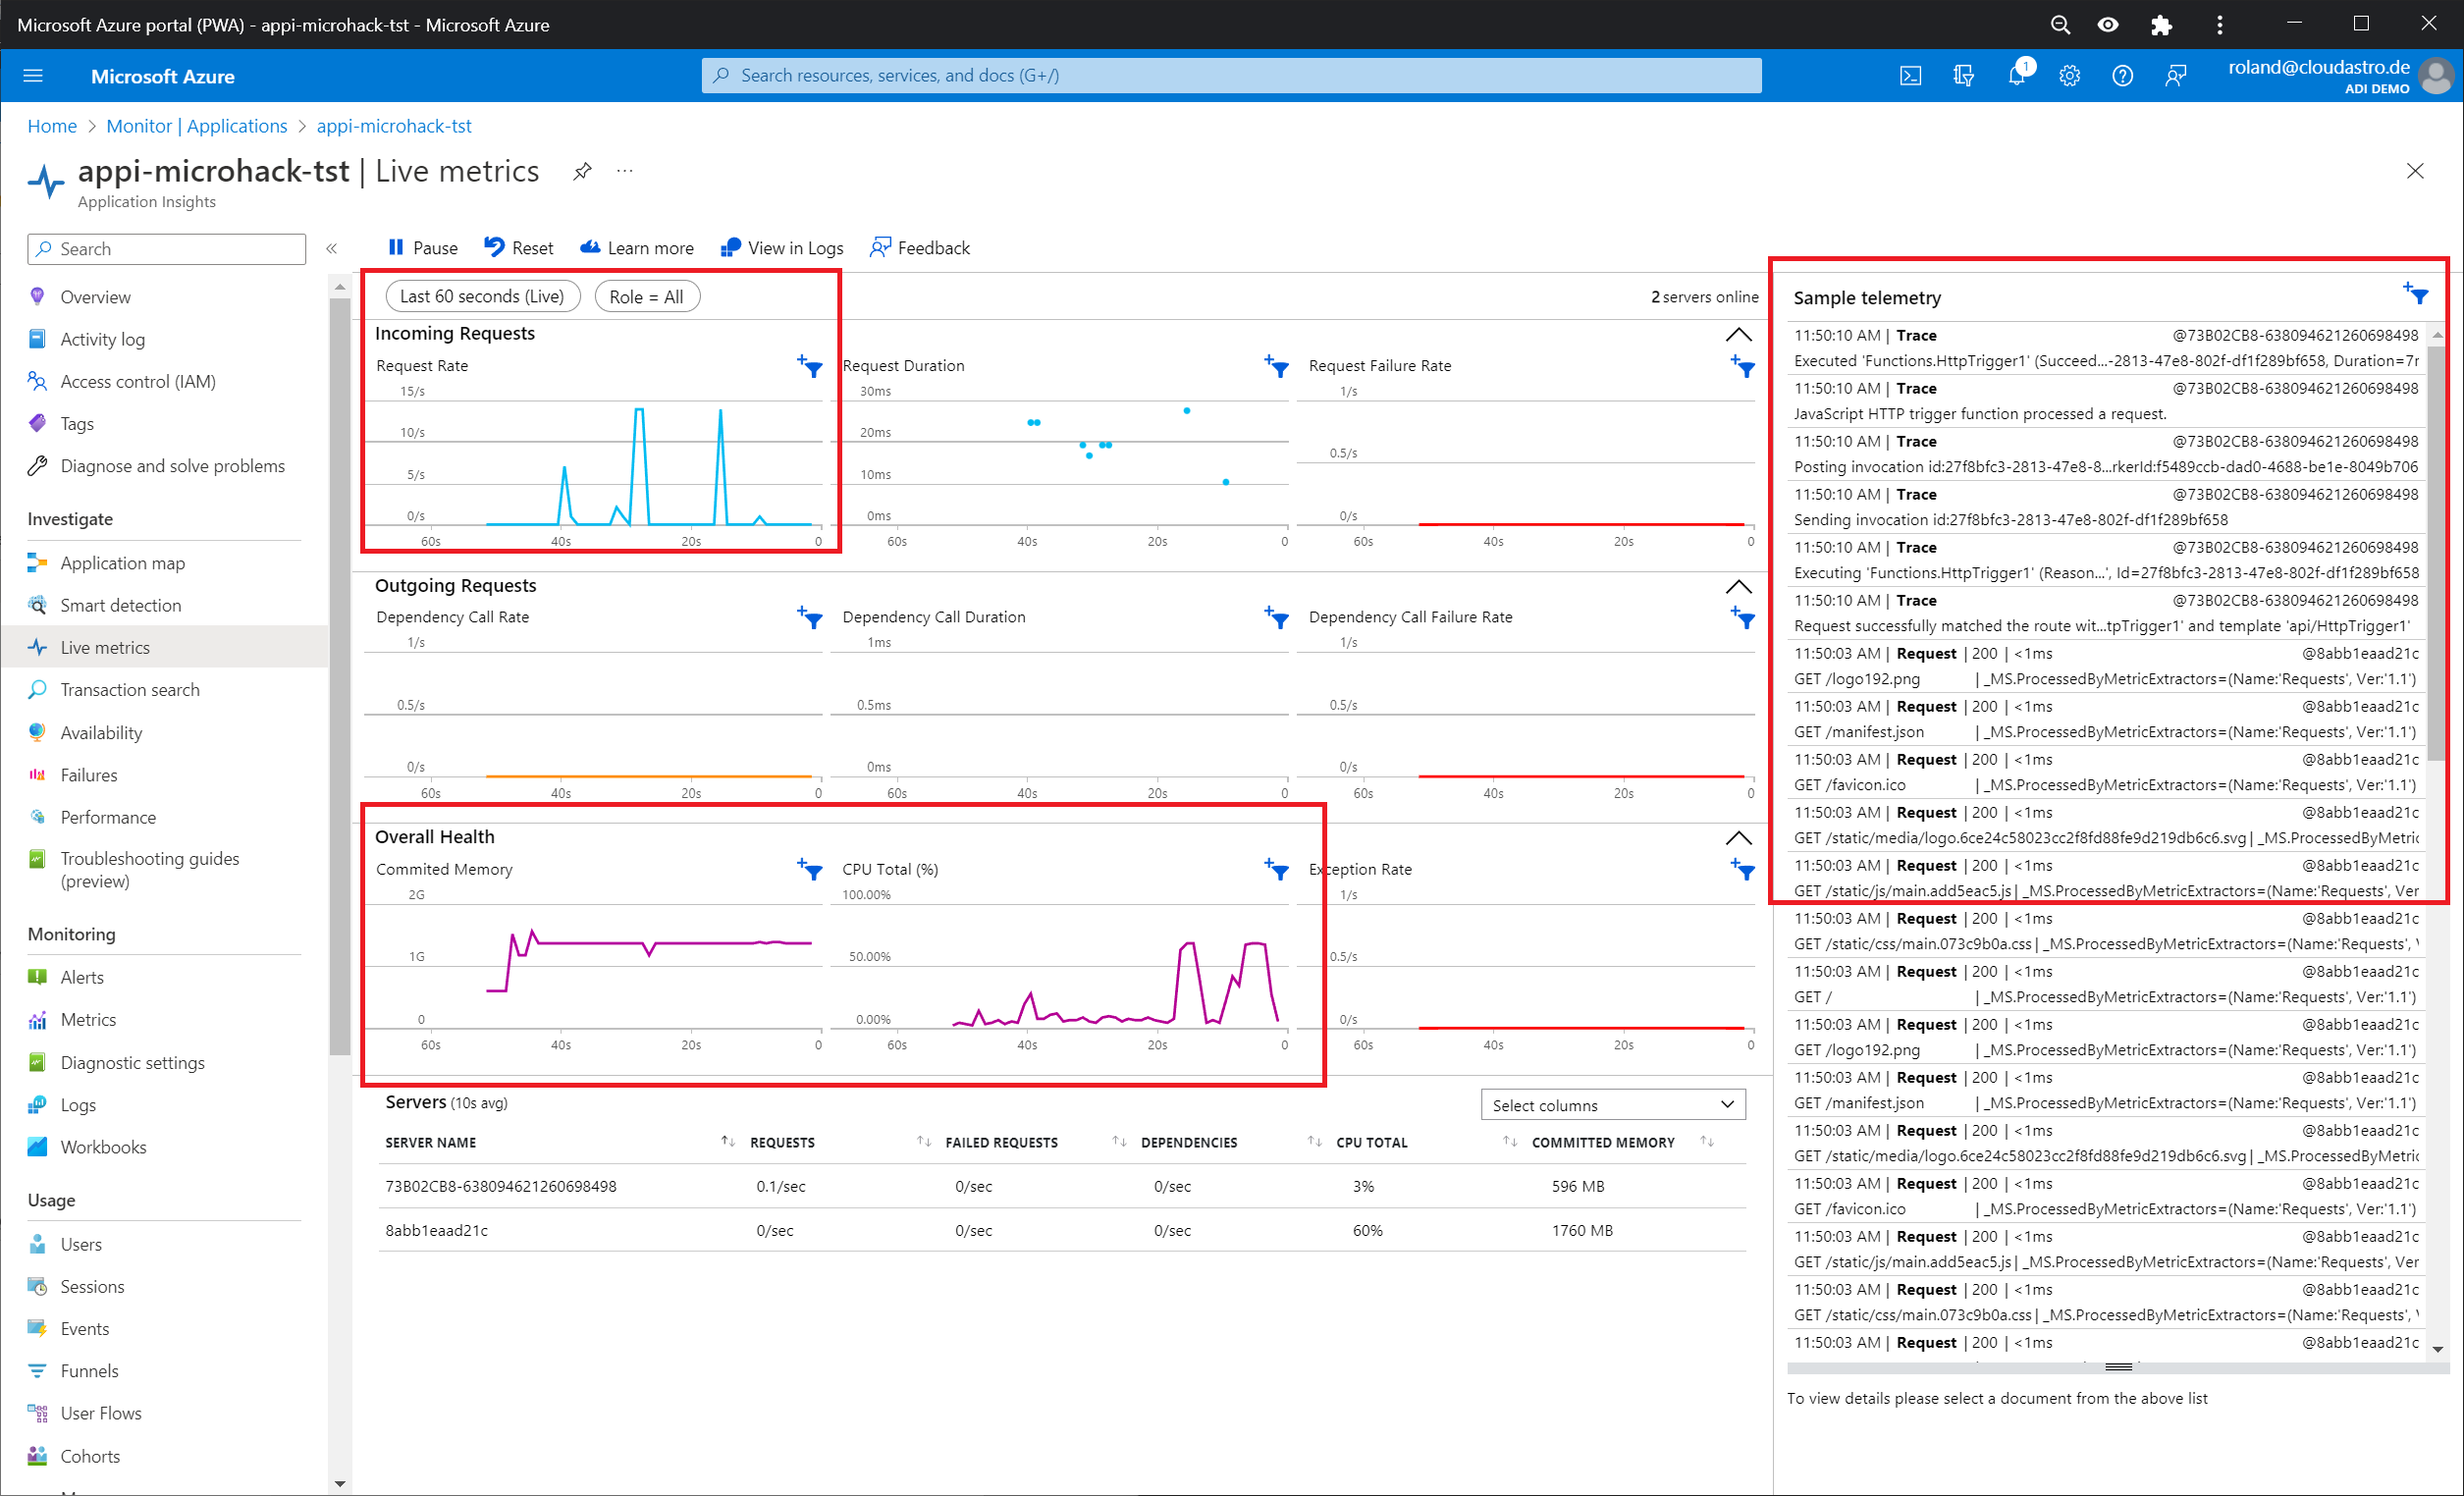 Microsoft Azure portal (PWA) - appi-microhack-tst - Microsoft Azure
Microsoft Azure
Search resources, services, and docs (G+/)
1
roland@cloudastro.de
ADI DEMO
Home > Monitor | Applications > appi-microhack-tst
appi-microhack-tst | Live metrics
Application Insights
Search
Overview
Activity log
Access control (IAM)
Tags
Diagnose and solve problems
Investigate
Application map
Smart detection
Live metrics
Transaction search
Availability
Failures
Performance
Troubleshooting guides
(preview)
Monitoring
Alerts
Metrics
Diagnostic settings
Logs
Workbooks
Usage
Users
Sessions
Events
Funnels
User Flows
Cohorts
Pause Reset Learn more View in Logs Feedback
Last 60 seconds (Live) Role = All
2 servers online
Incoming Requests
Request Rate
15/s
10/s
5/s
0/s
60s 40s 20s 0
Request Duration
30ms
20ms
10ms
0ms
60s 40s 20s 0
Request Failure Rate
1/s
0.5/s
0/s
60s 40s 20s 0
Outgoing Requests
Dependency Call Rate
1/s
0.5/s
0/s
60s 40s 20s 0
Dependency Call Duration
1ms
0.5ms
0ms
60s 40s 20s 0
Dependency Call Failure Rate
1/s
0.5/s
0/s
60s 40s 20s 0
Overall Health
Commited Memory
2G
1G
0
60s 40s 20s 0
CPU Total (%)
100.00%
50.00%
0.00%
60s 40s 20s 0
Exception Rate
1/s
0.5/s
0/s
60s 40s 20s 0
Servers (10s avg)
Select columns
SERVER NAME REQUESTS FAILED REQUESTS DEPENDENCIES CPU TOTAL COMMITTED MEMORY
73B02CB8-638094621260698498 0.1/sec 0/sec 0/sec 3% 596 MB
8abb1eaad21c 0/sec 0/sec 0/sec 60% 1760 MB
Sample telemetry
11:50:10 AM | Trace @73B02CB8-638094621260698498
Executed 'Functions.HttpTrigger1' (Succeed...-2813-47e8-802f-df1f289bf658, Duration=7
11:50:10 AM | Trace @73B02CB8-638094621260698498
JavaScript HTTP trigger function processed a request.
11:50:10 AM | Trace @73B02CB8-638094621260698498
Posting invocation id:27f8bfc3-2813-47e8-8...rkerId:f5489ccb-dad0-4688-be1e-8049b706
11:50:10 AM | Trace @73B02CB8-638094621260698498
Sending invocation id:27f8bfc3-2813-47e8-802f-df1f289bf658
11:50:10 AM | Trace @73B02CB8-638094621260698498
Executing 'Functions.HttpTrigger1' (Reason...', Id=27f8bfc3-2813-47e8-802f-df1f289bf658
11:50:10 AM | Trace @73B02CB8-638094621260698498
Request successfully matched the route wit...tpTrigger1' and template 'api/HttpTrigger1'
11:50:03 AM | Request | 200 | <1ms @8abb1eaad21c
GET /logo192.png | _MS.ProcessedByMetricExtractors=(Name:'Requests', Ver:'1.1')
11:50:03 AM | Request | 200 | <1ms @8abb1eaad21c
GET /manifest.json | _MS.ProcessedByMetricExtractors=(Name:'Requests', Ver:'1.1')
11:50:03 AM | Request | 200 | <1ms @8abb1eaad21c
GET /favicon.ico | _MS.ProcessedByMetricExtractors=(Name:'Requests', Ver:'1.1')
11:50:03 AM | Request | 200 | <1ms @8abb1eaad21c
GET /static/media/logo.6ce24c58023cc2f8fd88fe9d219db6c6.svg | _MS.ProcessedByMetric
11:50:03 AM | Request | 200 | <1ms @8abb1eaad21c
GET /static/js/main.add5eac5.js | _MS.ProcessedByMetricExtractors=(Name:'Requests', Ver
11:50:03 AM | Request | 200 | <1ms @8abb1eaad21c
GET /static/css/main.073c9b0a.css | _MS.ProcessedByMetricExtractors=(Name:'Requests',
11:50:03 AM | Request | 200 | <1ms @8abb1eaad21c
GET / | _MS.ProcessedByMetricExtractors=(Name:'Requests', Ver:'1.1')
11:50:03 AM | Request | 200 | <1ms @8abb1eaad21c
GET /logo192.png | _MS.ProcessedByMetricExtractors=(Name:'Requests', Ver:'1.1')
11:50:03 AM | Request | 200 | <1ms @8abb1eaad21c
GET /manifest.json | _MS.ProcessedByMetricExtractors=(Name:'Requests', Ver:'1.1')
11:50:03 AM | Request | 200 | <1ms @8abb1eaad21c
GET /static/media/logo.6ce24c58023cc2f8fd88fe9d219db6c6.svg | _MS.ProcessedByMetric
11:50:03 AM | Request | 200 | <1ms @8abb1eaad21c
GET /favicon.ico | _MS.ProcessedByMetricExtractors=(Name:'Requests', Ver:'1.1')
11:50:03 AM | Request | 200 | <1ms @8abb1eaad21c
GET /static/js/main.add5eac5.js | _MS.ProcessedByMetricExtractors=(Name:'Requests', Ver
11:50:03 AM | Request | 200 | <1ms @8abb1eaad21c
GET /static/css/main.073c9b0a.css | _MS.ProcessedByMetricExtractors=(Name:'Requests',
11:50:03 AM | Request | 200 | <1ms @8abb1eaad21c
To view details please select a document from the above list